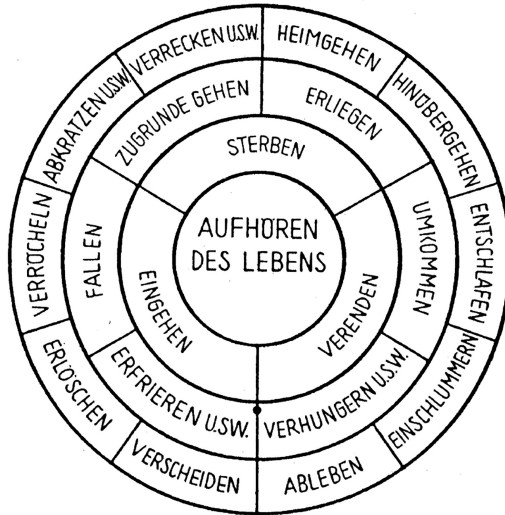 AUFHÖREN
DES LEBENS
STERBEN
VERENDEN
EINGEHEN
ZUGRUNDE GEHEN
ERLIEGEN
UMKOMMEN
VERHUNGERN U.S.W.
ERFRIEREN U.SW.
FALLEN
VERRECKEN U.S.W.
HEIMGEHEN
HINÜBERGEHEN
ENTSCHLAFEN
EINSCHLUMMERN
ABLEBEN
VERSCHEIDEN
ERLÖSCHEN
VERRÖCHELN
ABKRATZEN U.S.W.